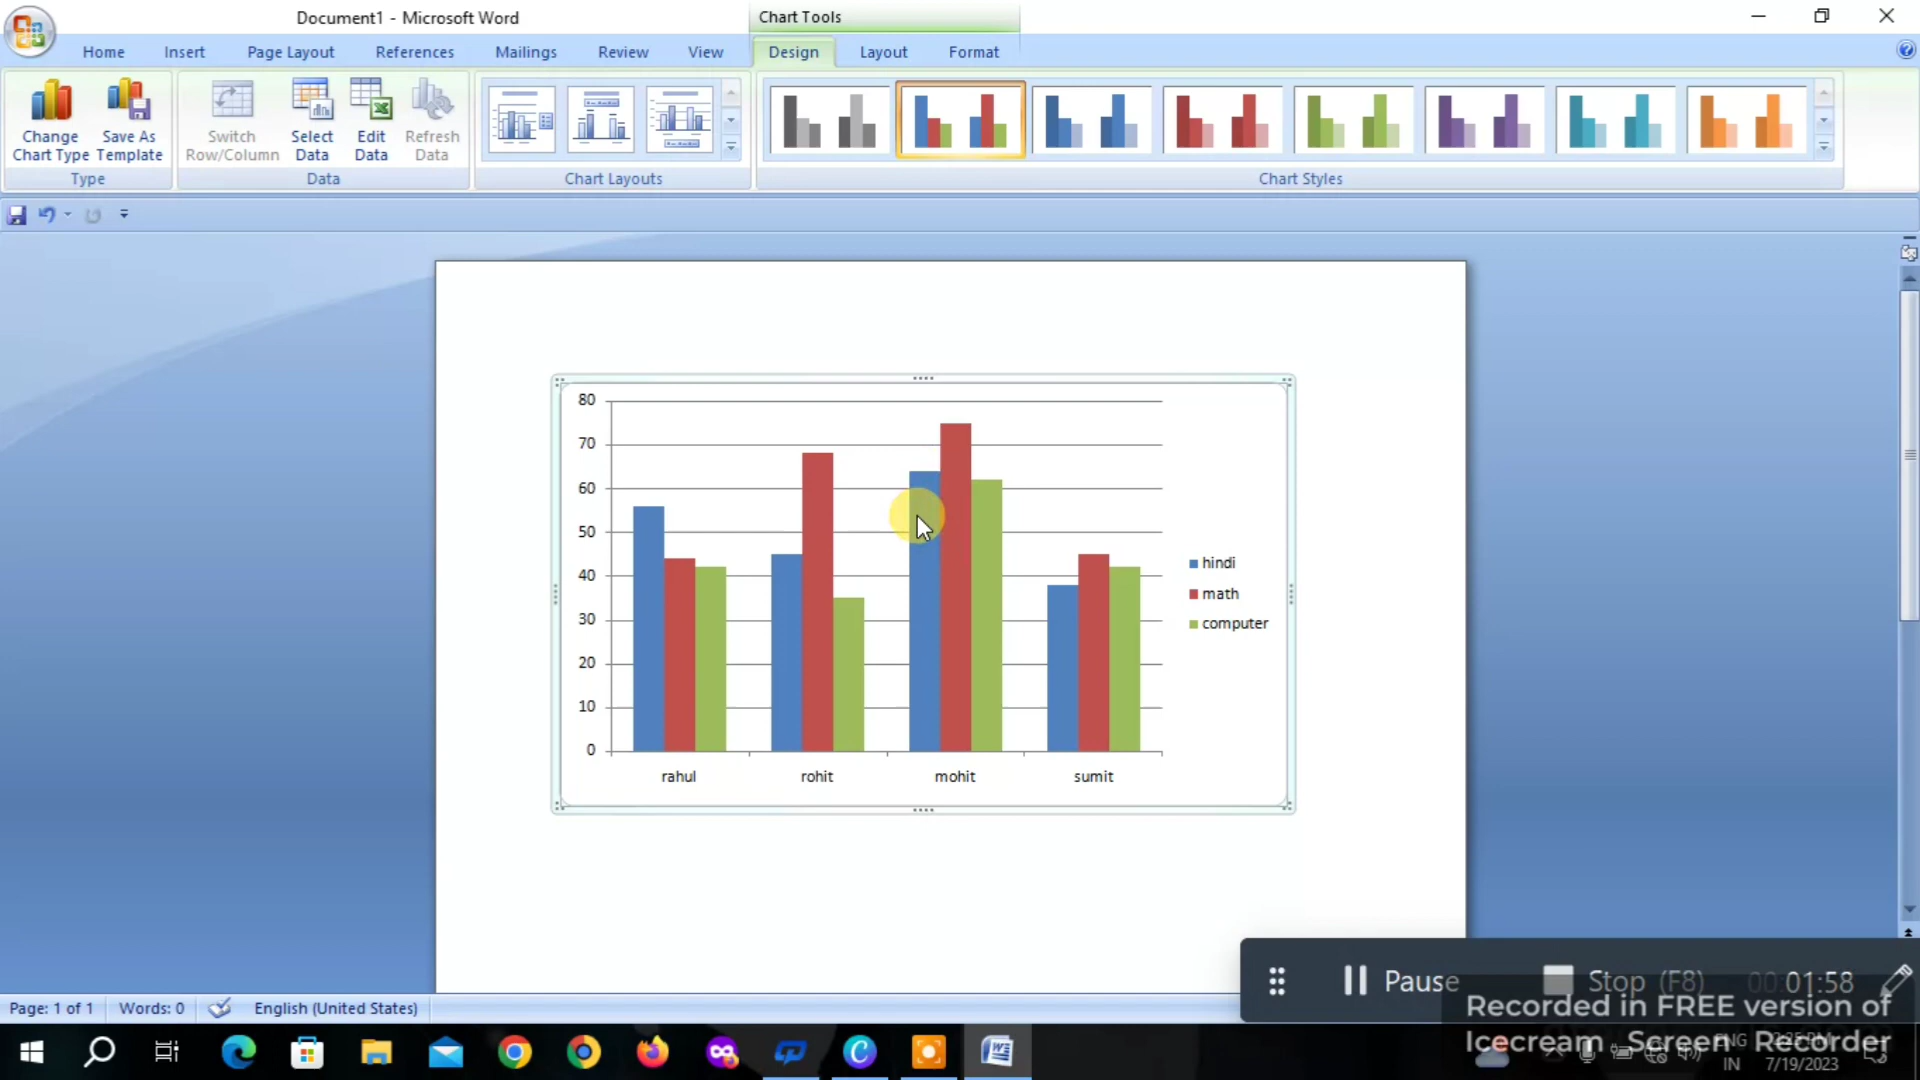 Document1 - Microsoft Word
Chart Tools
Home Insert Page Layout References Mailings Review View Design Layout Format
Change Chart Type
Save As Template
Switch Row/Column
Select Data
Edit Data
Refresh Data
Type Data Chart Layouts Chart Styles
80
70
60
50
40
30
20
10
0
rahul rohit mohit sumit
hindi
math
computer
Pause Stop (F8) 00:01:58
Page: 1 of 1 Words: 0 English (United States)
Recorded in FREE version of
Icecream Screen Recorder
ENG
IN 7/19/2023